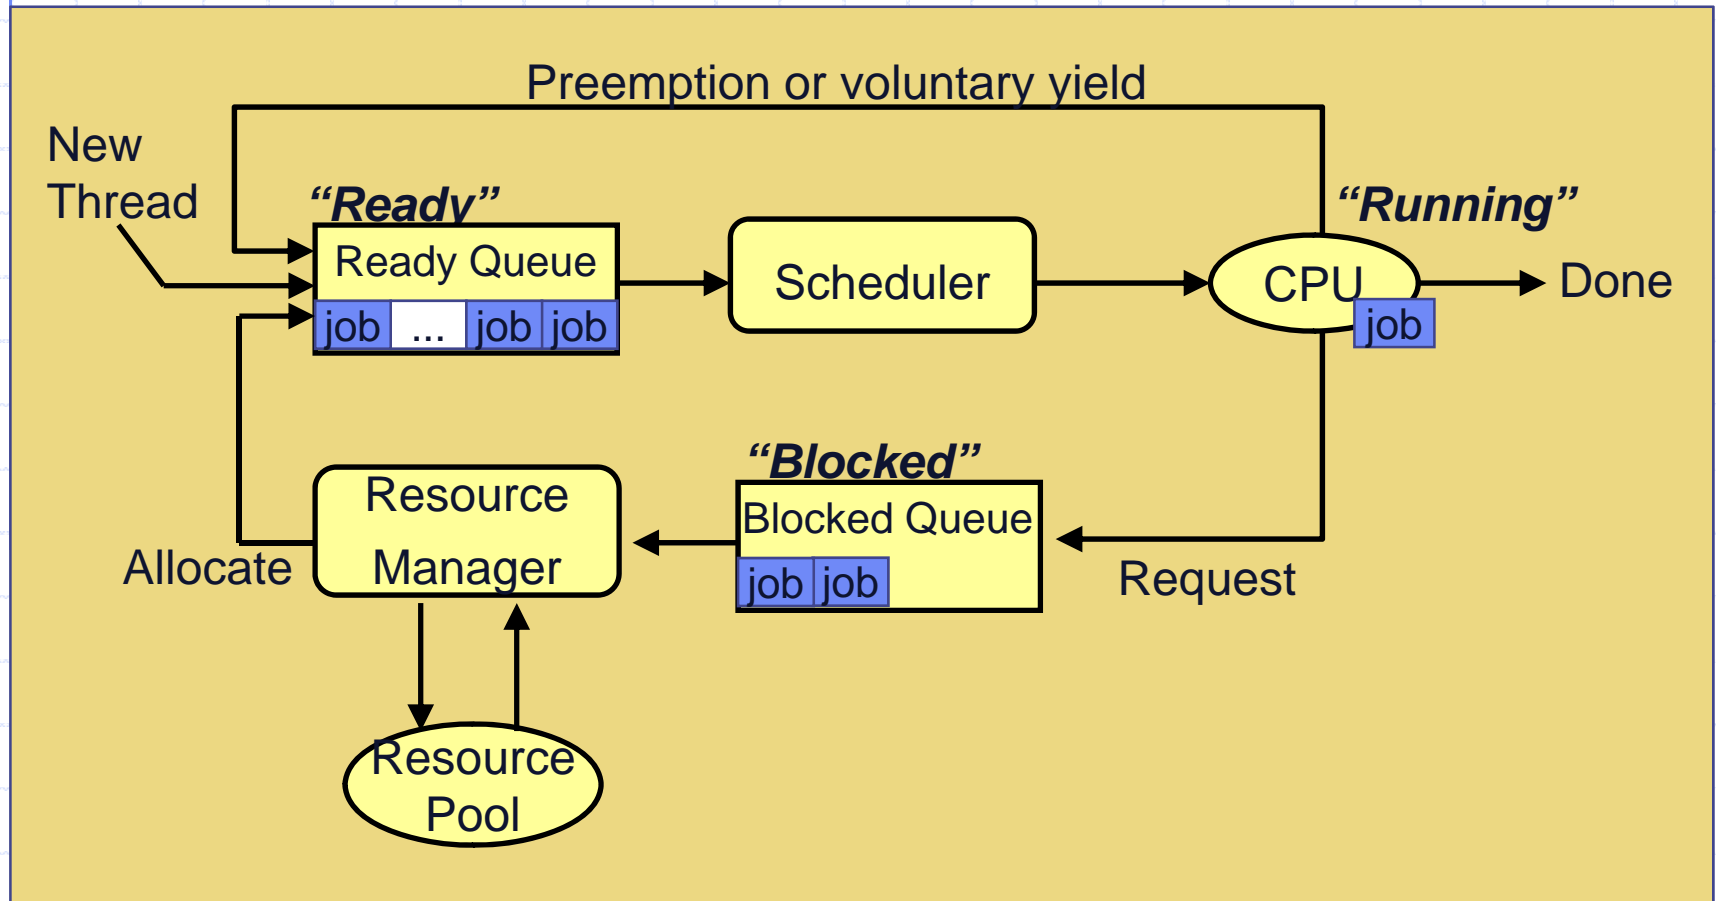 Preemption or voluntary yield
New
Thread
“Ready”
“Running”
Ready Queue
Scheduler
CPU
Done
job ... job job
job
“Blocked”
Resource
Manager
Blocked Queue
job job
Allocate
Request
Resource
Pool